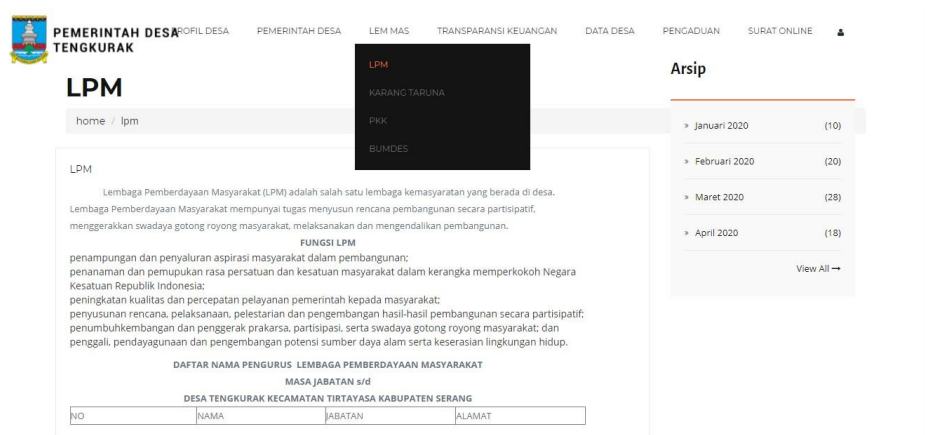 PEMERINTAH DESA
TENGKURAK
PROFIL DESA PEMERINTAH DESA LEM MAS TRANSPARANSI KEUANGAN DATA DESA PENGADUAN SURAT ONLINE
LPM
KARANG TARUNA
PKK
BUMDES
LPM
home / lpm
LPM
Lembaga Pemberdayaan Masyarakat (LPM) adalah salah satu lembaga kemasyaratan yang berada di desa.
Lembaga Pemberdayaan Masyarakat mempunyai tugas menyusun rencana pembangunan secara partisipatif,
menggerakkan swadaya gotong royong masyarakat, melaksanakan dan mengendalikan pembangunan.
FUNGSI LPM
penampungan dan penyaluran aspirasi masyarakat dalam pembangunan;
penanaman dan pemupukan rasa persatuan dan kesatuan masyarakat dalam kerangka memperkokoh Negara
Kesatuan Republik Indonesia;
peningkatan kualitas dan percepatan pelayanan pemerintah kepada masyarakat;
penyusunan rencana, pelaksanaan, pelestarian dan pengembangan hasil-hasil pembangunan secara partisipatif;
penumbuhkembangan dan penggerak prakarsa, partisipasi, serta swadaya gotong royong masyarakat; dan
penggali, pendayagunaan dan pengembangan potensi sumber daya alam serta keserasian lingkungan hidup.
DAFTAR NAMA PENGURUS LEMBAGA PEMBERDAYAAN MASYARAKAT
MASA JABATAN s/d
DESA TENGKURAK KECAMATAN TIRTAYASA KABUPATEN SERANG
NO NAMA JABATAN ALAMAT
Arsip
» Januari 2020 (10)
» Februari 2020 (20)
» Maret 2020 (28)
» April 2020 (18)
View All →